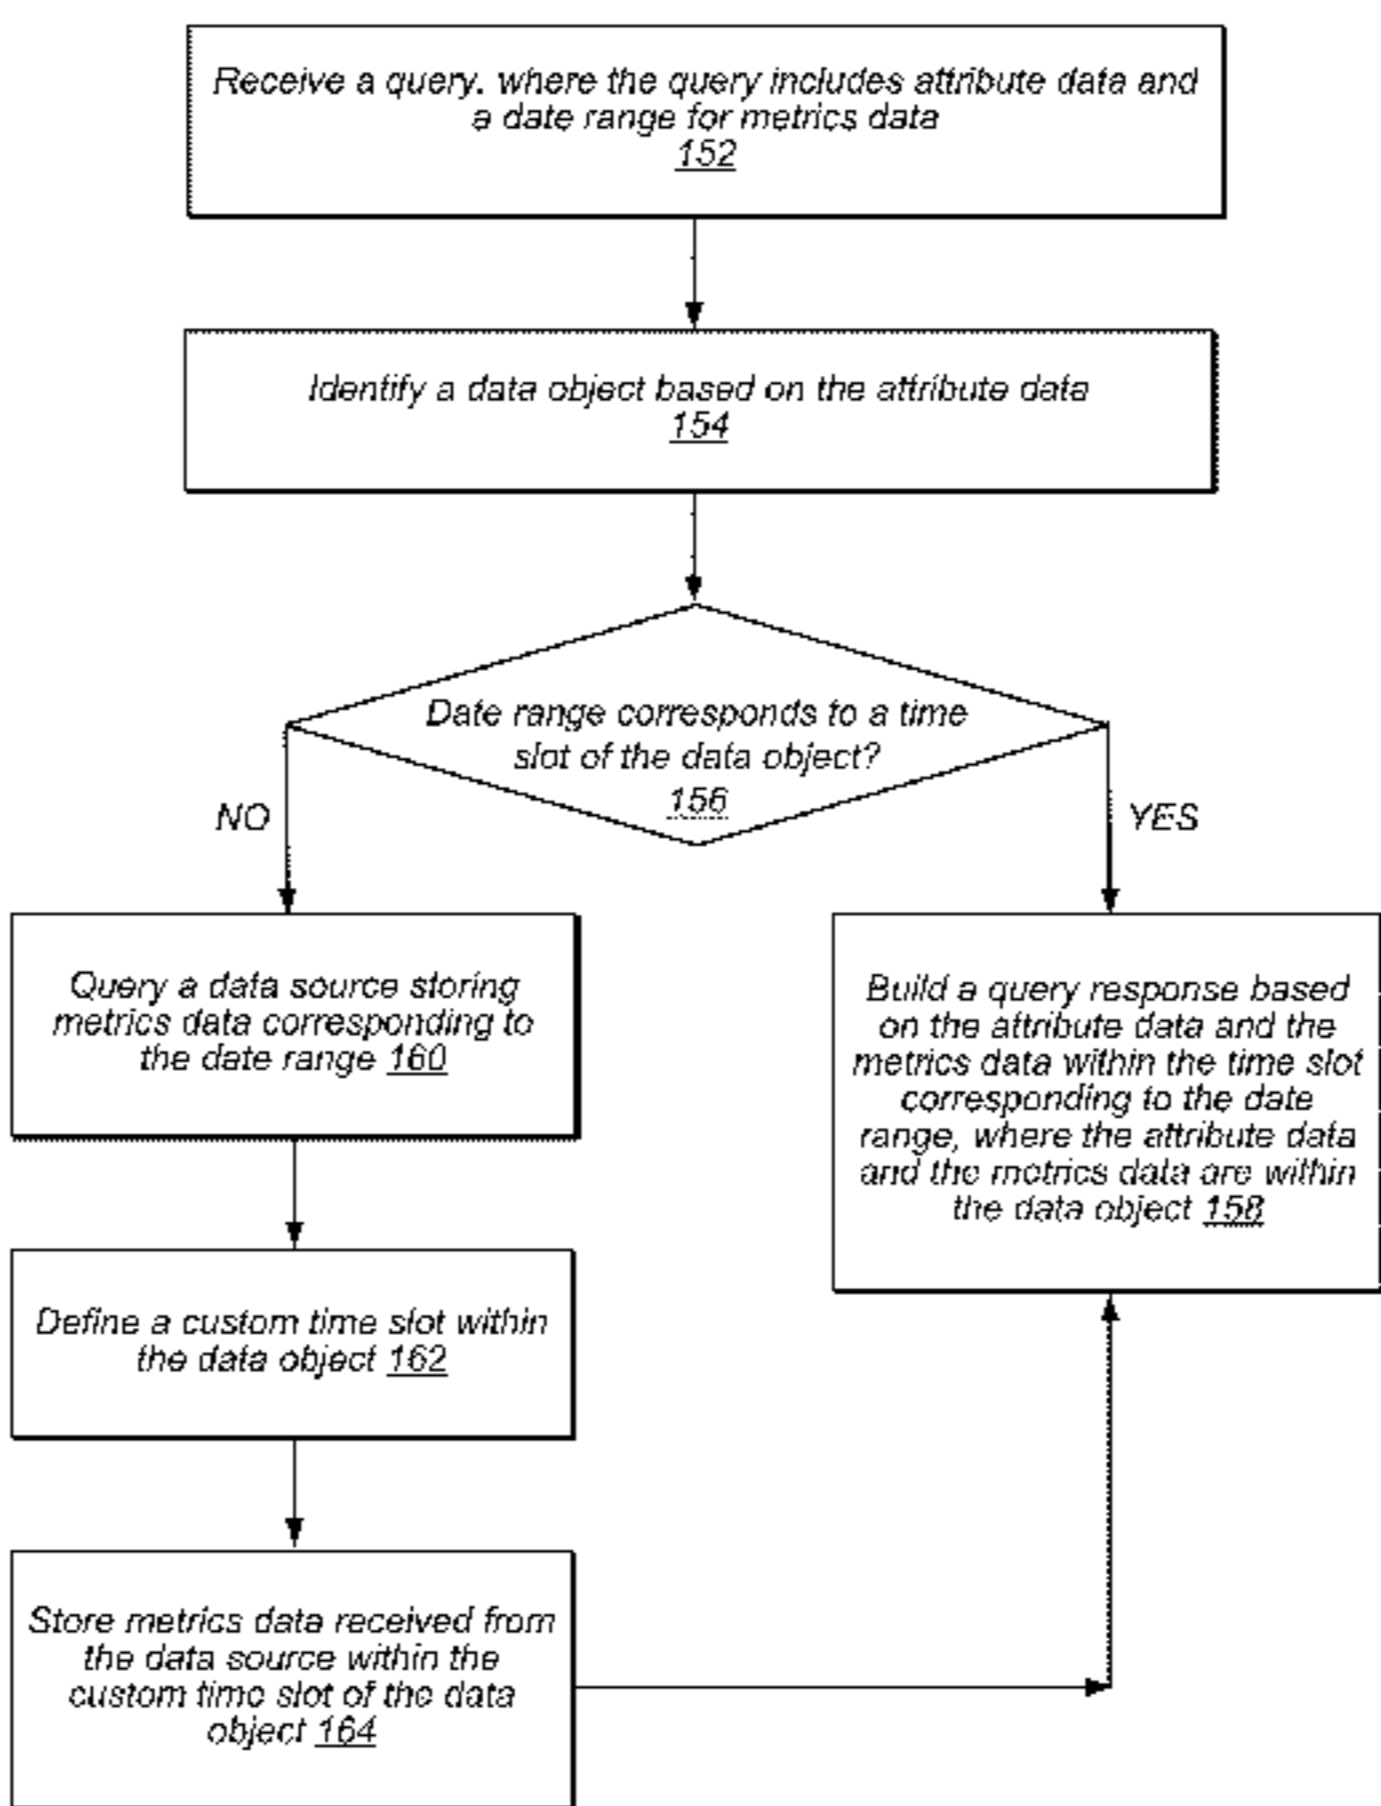 Receive a query, where the query includes attribute data and
a date range for metrics data
152
Identify a data object based on the attribute data
154
Date range corresponds to a time
slot of the data object?
156
NO
YES
Query a data source storing
metrics data corresponding to
the date range 160
Build a query response based
on the attribute data and the
metrics data within the time slot
corresponding to the date
range, where the attribute data
and the metrics data are within
the data object 158
Define a custom time slot within
the data object 162
Store metrics data received from
the data source within the
custom time slot of the data
object 164